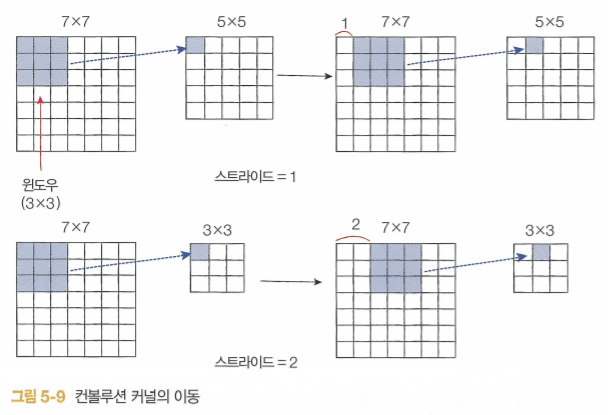 7×7
5×5
1
7×7
5×5
윈도우
(3×3)
스트라이드 = 1
7×7
3×3
2
7×7
3×3
스트라이드 = 2
그림 5-9 컨볼루션 커널의 이동